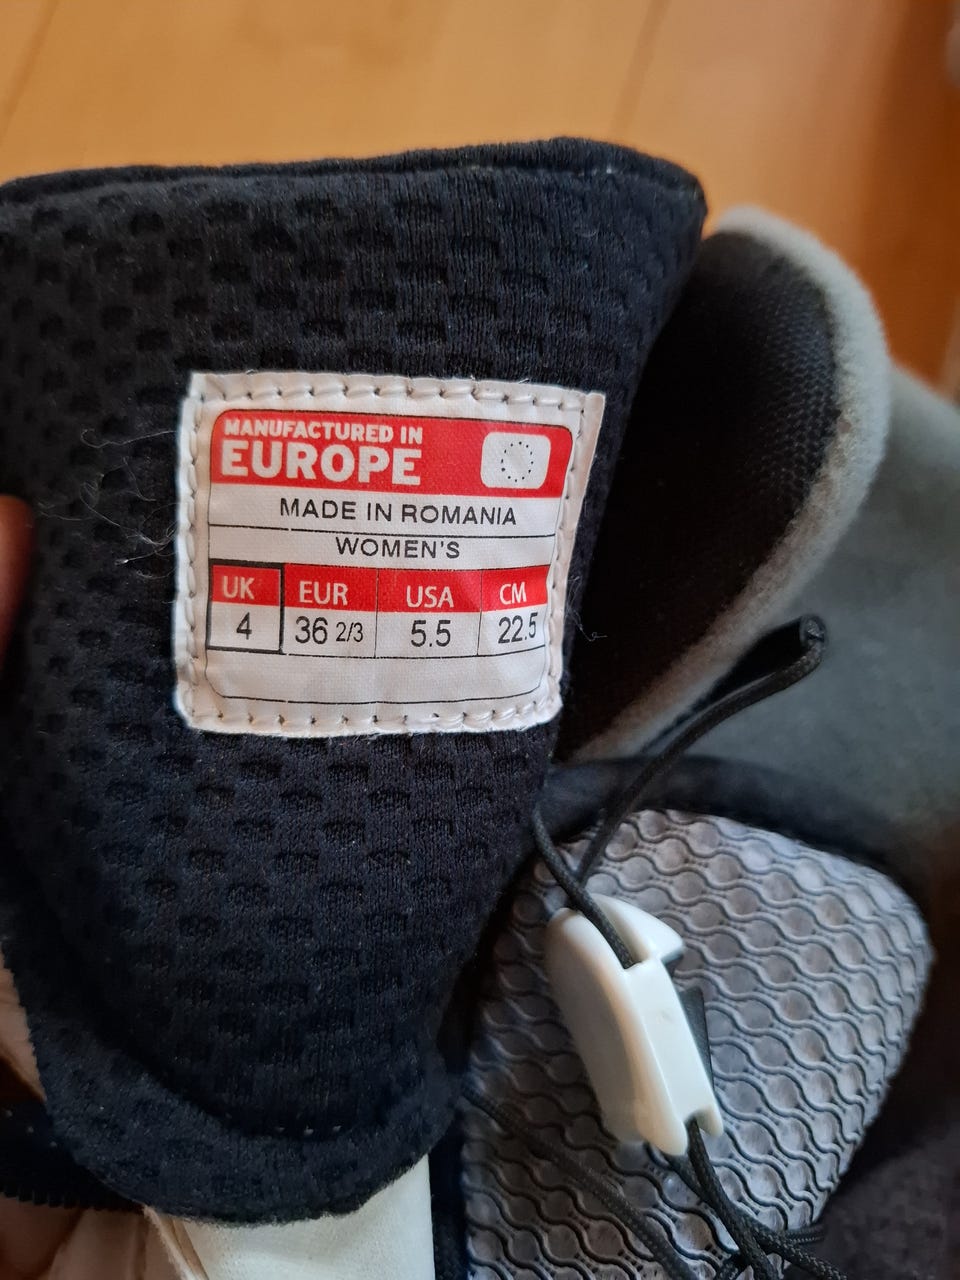 MANUFACTURED IN
EUROPE
MADE IN ROMANIA
WOMEN'S
UK EUR USA CM
4 36 2/3 5.5 22.5